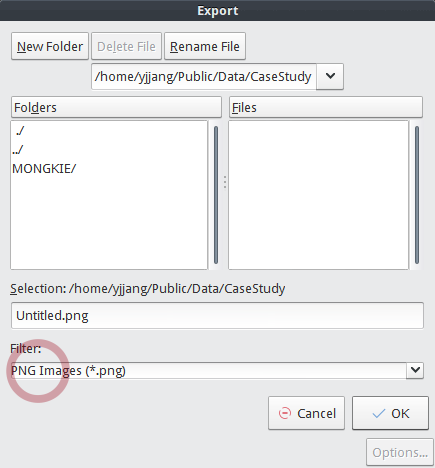 Export
New Folder Delete File Rename File
/home/yjjang/Public/Data/CaseStudy
Folders Files
./
../
MONGKIE/
Selection: /home/yjjang/Public/Data/CaseStudy
Untitled.png
Filter:
PNG Images (*.png)
Cancel OK
Options...